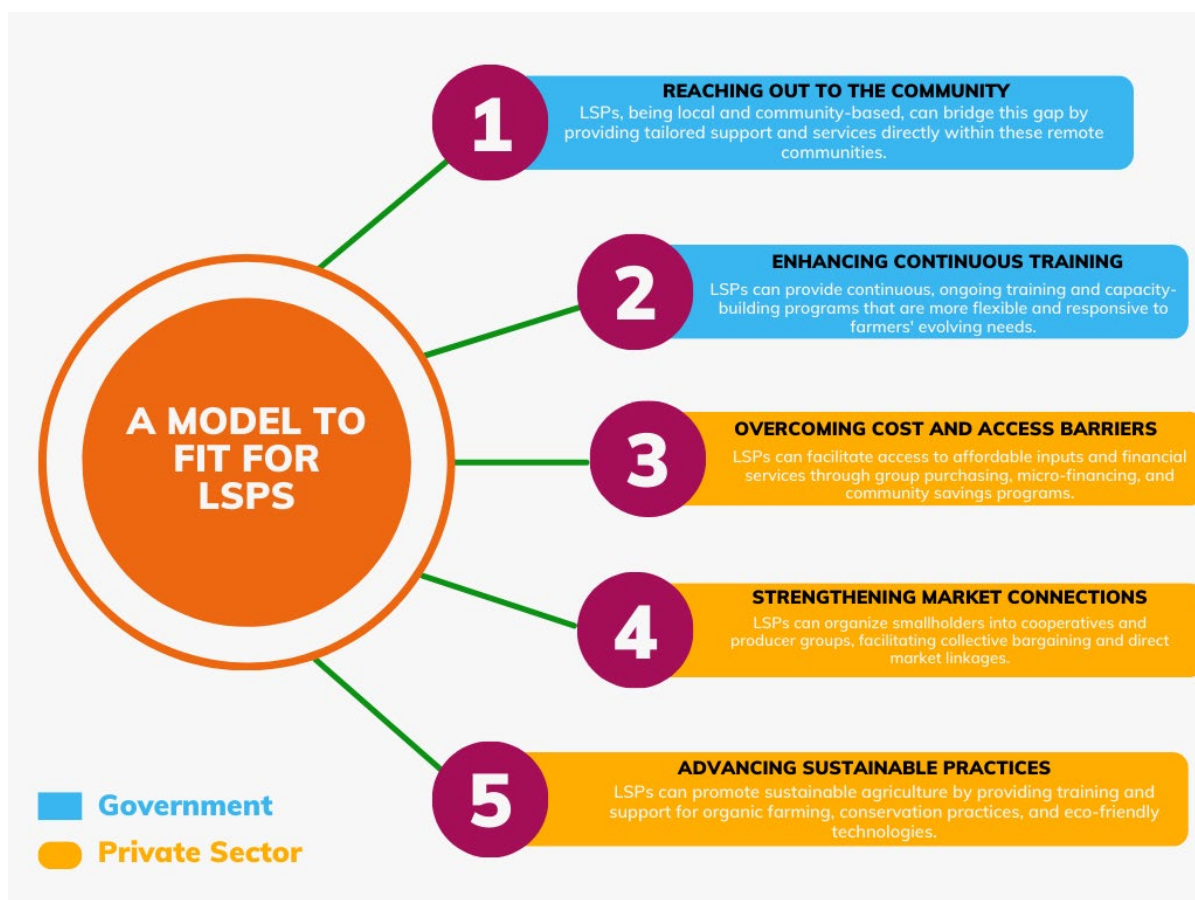 1
REACHING OUT TO THE COMMUNITY
LSPs, being local and community-based, can bridge this gap by
providing tailored support and services directly within these remote
communities.
2
ENHANCING CONTINUOUS TRAINING
LSPs can provide continuous, ongoing training and capacity-
building programs that are more flexible and responsive to
farmers' evolving needs.
A MODEL TO
FIT FOR
LSPS
3
OVERCOMING COST AND ACCESS BARRIERS
LSPs can facilitate access to affordable inputs and financial
services through group purchasing, micro-financing, and
community savings programs.
4
STRENGTHENING MARKET CONNECTIONS
LSPs can organize smallholders into cooperatives and
producer groups, facilitating collective bargaining and direct
market linkages.
5
ADVANCING SUSTAINABLE PRACTICES
LSPs can promote sustainable agriculture by providing training and
support for organic farming, conservation practices, and eco-friendly
technologies.
Government
Private Sector